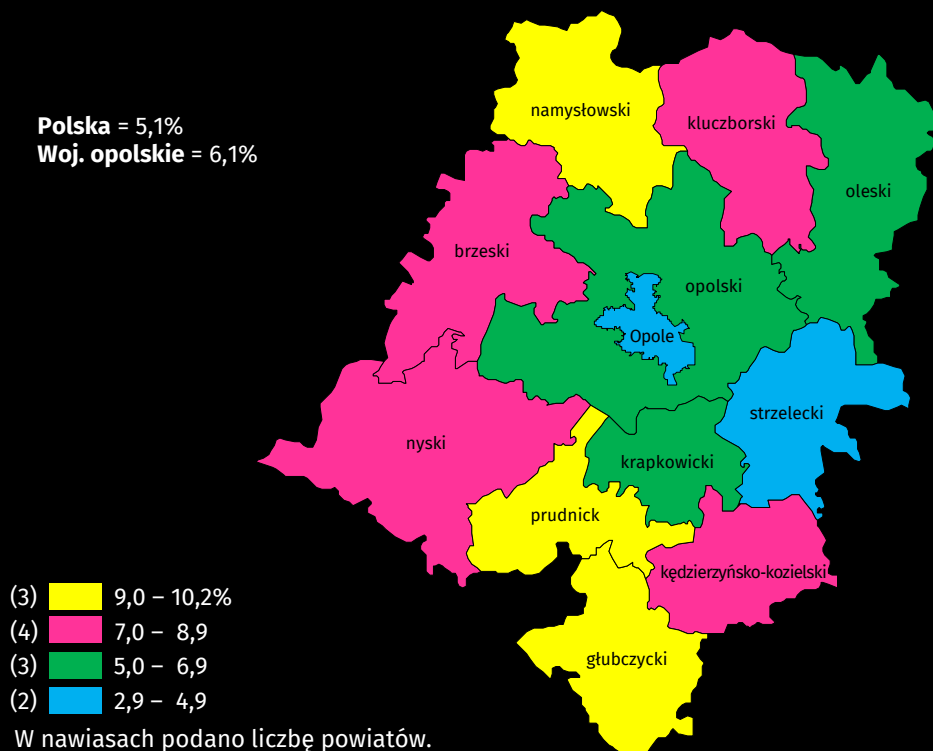 Polska = 5,1%
Woj. opolskie = 6,1%
namysłowski
kluczborski
oleski
brzeski
opolski
Opole
strzelecki
nyski
krapkowicki
prudnick
kędzierzyńsko-kozielski
głubczycki
(3) 9,0 – 10,2%
(4) 7,0 – 8,9
(3) 5,0 – 6,9
(2) 2,9 – 4,9
W nawiasach podano liczbę powiatów.